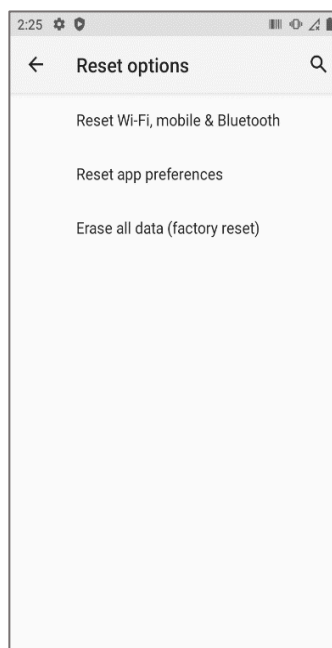 2:25
Reset options
Reset Wi-Fi, mobile & Bluetooth
Reset app preferences
Erase all data (factory reset)